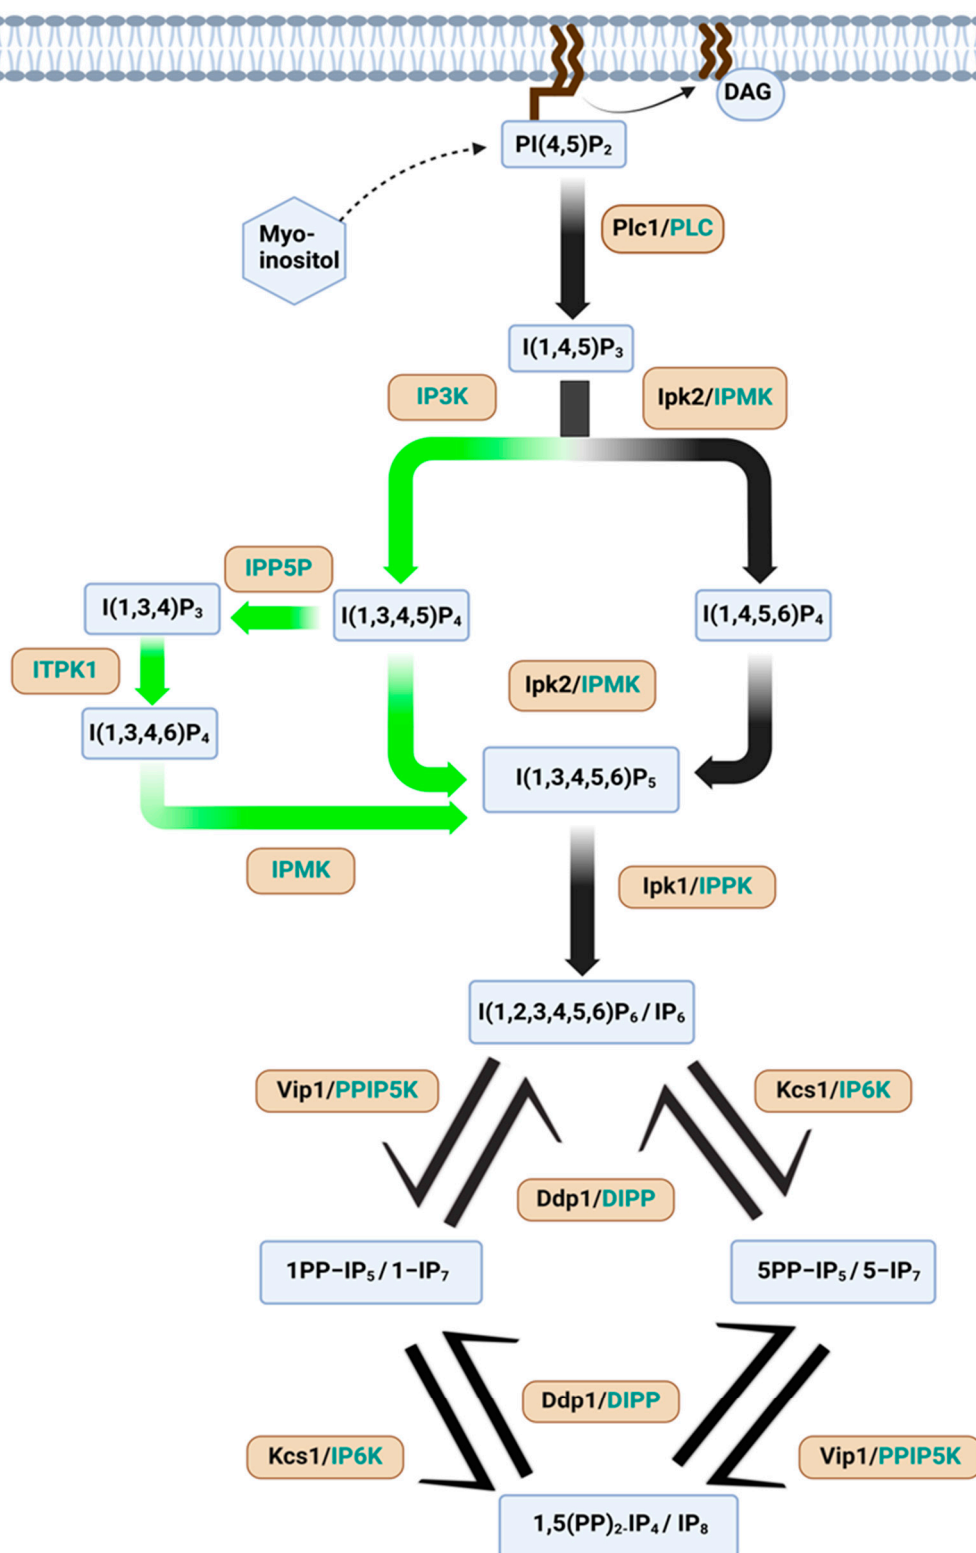 DAG
PI(4,5)P₂
Myo-
inositol
Plc1/PLC
I(1,4,5)P₃
IP3K
Ipk2/IPMK
IPP5P
I(1,3,4)P₃
I(1,3,4,5)P₄
I(1,4,5,6)P₄
ITPK1
Ipk2/IPMK
I(1,3,4,6)P₄
I(1,3,4,5,6)P₅
IPMK
Ipk1/IPPK
I(1,2,3,4,5,6)P₆ / IP₆
Vip1/PPIP5K
Kcs1/IP6K
Ddp1/DIPP
1PP–IP₅ / 1–IP₇
5PP–IP₅ / 5–IP₇
Ddp1/DIPP
Kcs1/IP6K
Vip1/PPIP5K
1,5(PP)₂-IP₄ / IP₈